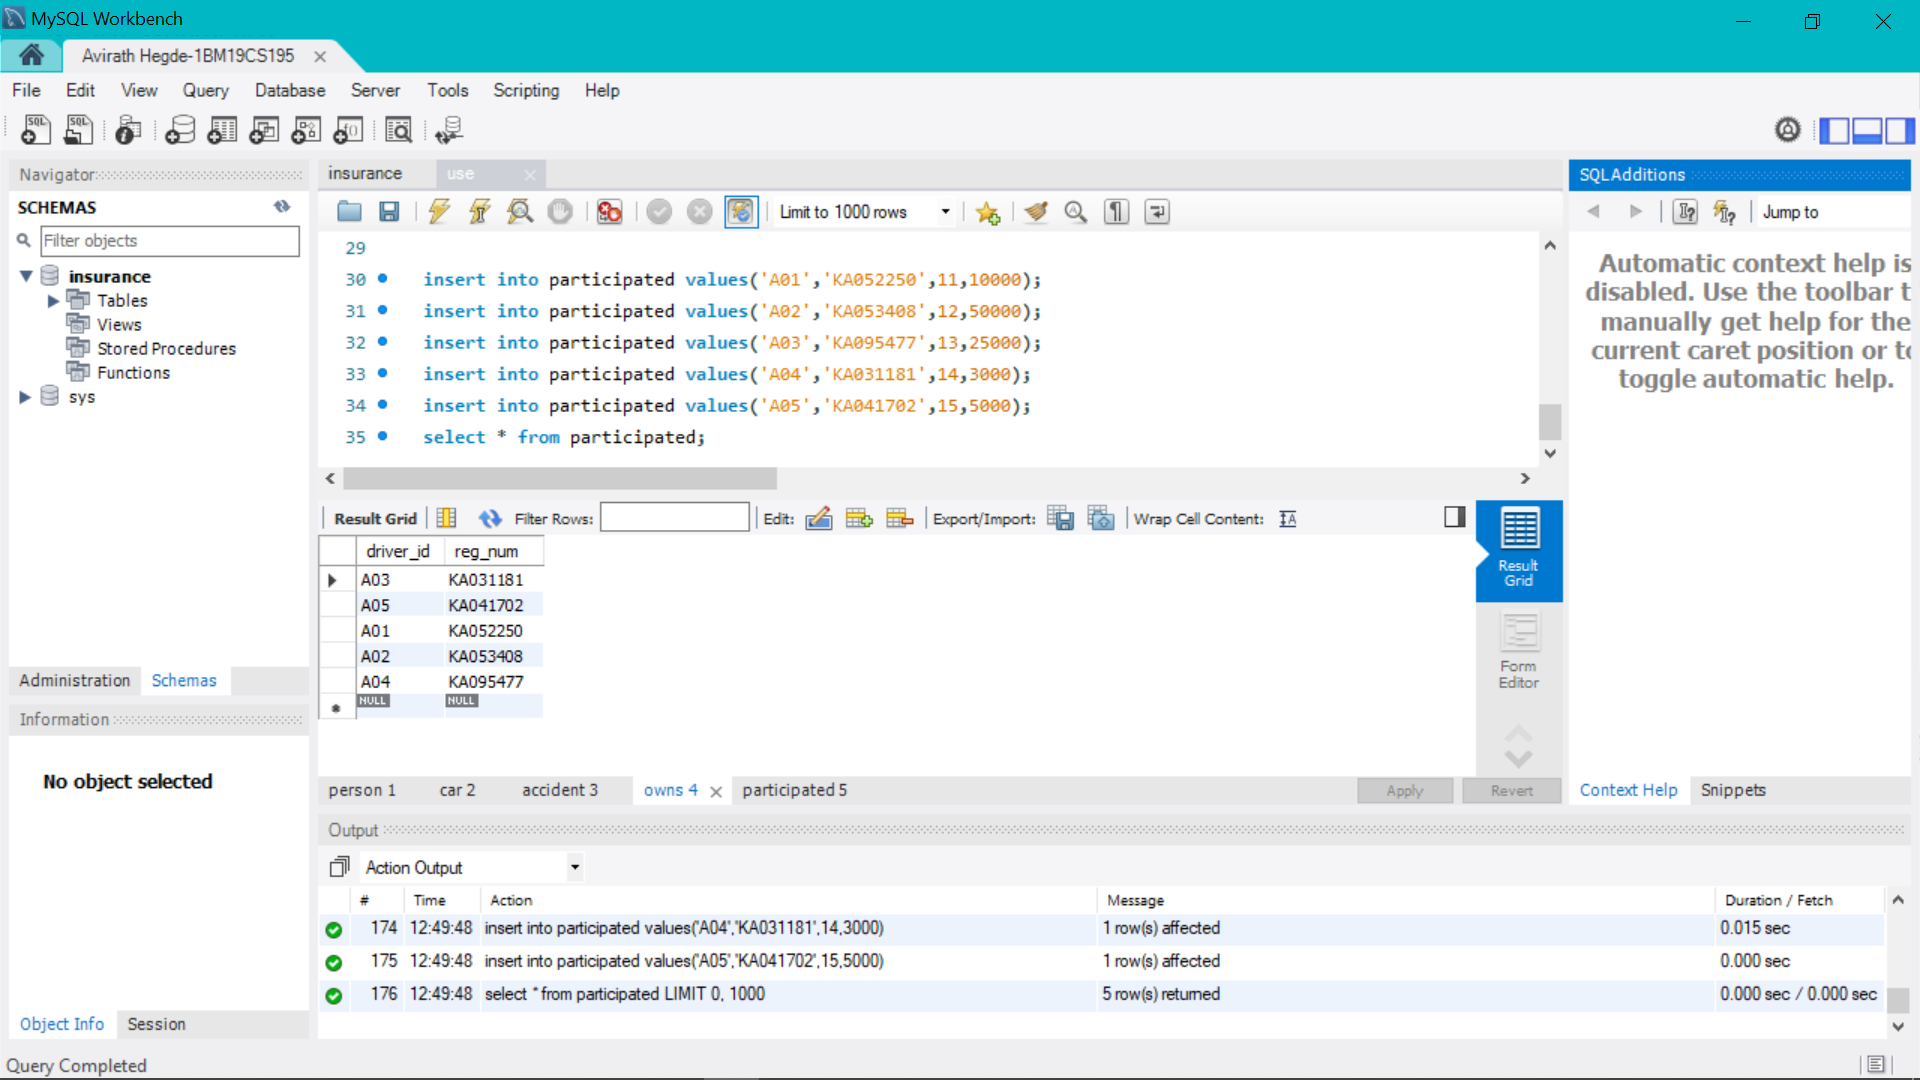 MySQL Workbench
Avirath Hegde-1BM19CS195
File Edit View Query Database Server Tools Scripting Help
SQL SQL
Navigator
SCHEMAS
Filter objects
insurance
Tables
Views
Stored Procedures
Functions
sys
Administration Schemas
Information
No object selected
Object Info Session
insurance use
Limit to 1000 rows
29
30 insert into participated values('A01','KA052250',11,10000);
31 insert into participated values('A02','KA053408',12,50000);
32 insert into participated values('A03','KA095477',13,25000);
33 insert into participated values('A04','KA031181',14,3000);
34 insert into participated values('A05','KA041702',15,5000);
35 select * from participated;
Result Grid Filter Rows: Edit: Export/Import: Wrap Cell Content:
driver_id reg_num
A03 KA031181
A05 KA041702
A01 KA052250
A02 KA053408
A04 KA095477
NULL NULL
Result
Grid
Form
Editor
person 1 car 2 accident 3 owns 4 participated 5
Apply Revert
SQLAdditions
Jump to
Automatic context help is
disabled. Use the toolbar t
manually get help for the
current caret position or to
toggle automatic help.
Context Help Snippets
Output
Action Output
# Time Action Message Duration / Fetch
174 12:49:48 insert into participated values('A04','KA031181',14,3000) 1 row(s) affected 0.015 sec
175 12:49:48 insert into participated values('A05','KA041702',15,5000) 1 row(s) affected 0.000 sec
176 12:49:48 select * from participated LIMIT 0, 1000 5 row(s) returned 0.000 sec / 0.000 sec
Query Completed